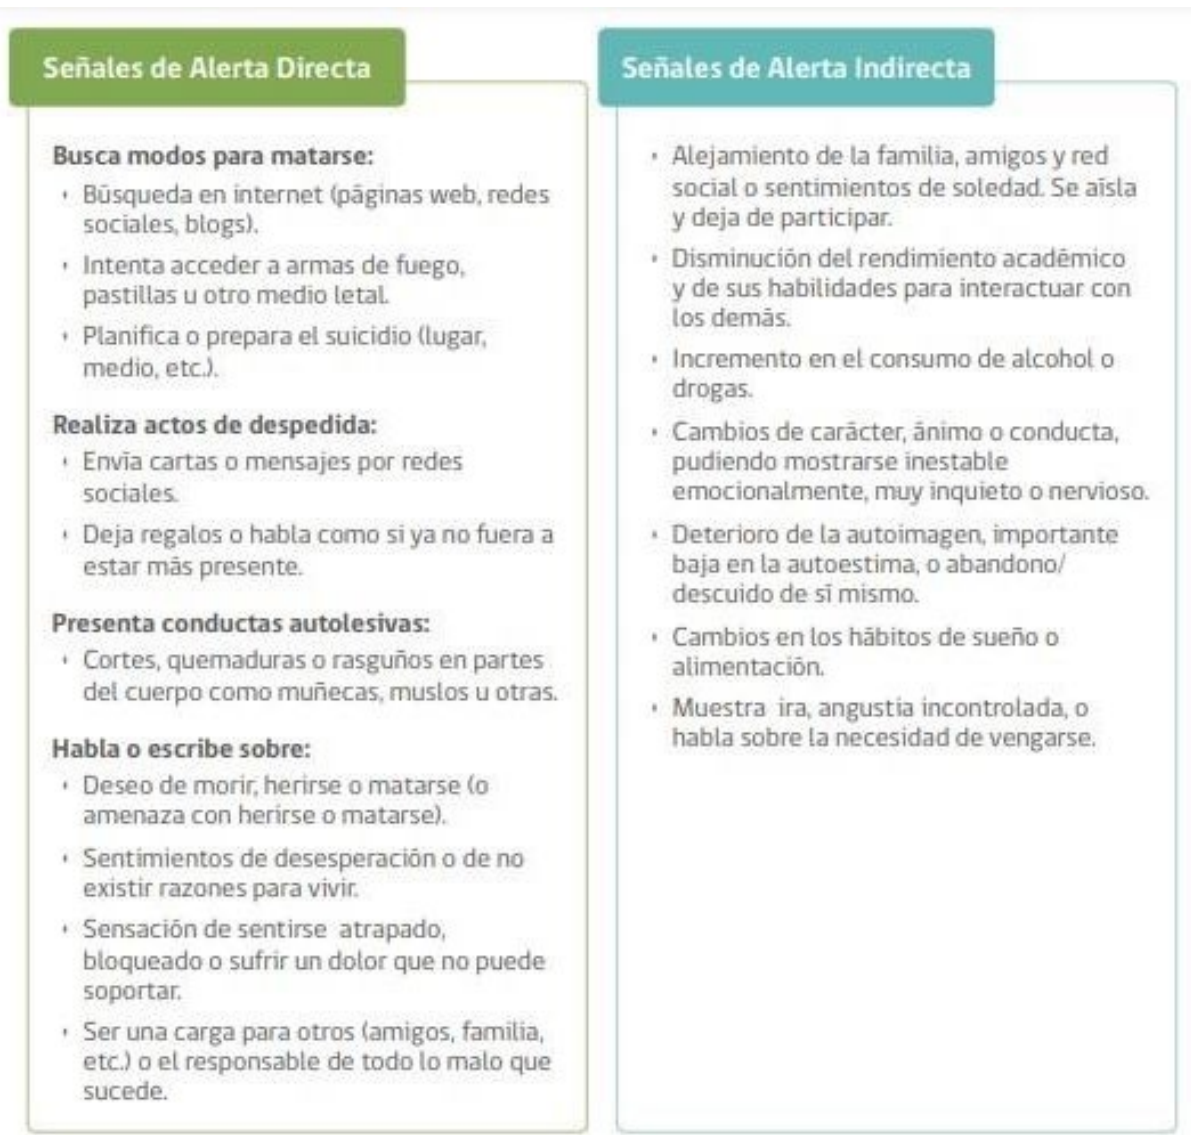 Señales de Alerta Directa
Busca modos para matarse:
· Búsqueda en internet (páginas web, redes
sociales, blogs).
· Intenta acceder a armas de fuego,
pastillas u otro medio letal.
· Planifica o prepara el suicidio (lugar,
medio, etc.).
Realiza actos de despedida:
· Envía cartas o mensajes por redes
sociales.
· Deja regalos o habla como si ya no fuera a
estar más presente.
Presenta conductas autolesivas:
· Cortes, quemaduras o rasguños en partes
del cuerpo como muñecas, muslos u otras.
Habla o escribe sobre:
· Deseo de morir, herirse o matarse (o
amenaza con herirse o matarse).
· Sentimientos de desesperación o de no
existir razones para vivir.
· Sensación de sentirse atrapado,
bloqueado o sufrir un dolor que no puede
soportar.
· Ser una carga para otros (amigos, familia,
etc.) o el responsable de todo lo malo que
sucede.
Señales de Alerta Indirecta
· Alejamiento de la familia, amigos y red
social o sentimientos de soledad. Se aísla
y deja de participar.
· Disminución del rendimiento académico
y de sus habilidades para interactuar con
los demás.
· Incremento en el consumo de alcohol o
drogas.
· Cambios de carácter, ánimo o conducta,
pudiendo mostrarse inestable
emocionalmente, muy inquieto o nervioso.
· Deterioro de la autoimagen, importante
baja en la autoestima, o abandono/
descuido de sí mismo.
· Cambios en los hábitos de sueño o
alimentación.
· Muestra ira, angustia incontrolada, o
habla sobre la necesidad de vengarse.